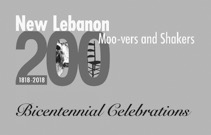 New Lebanon
Moo-vers and Shakers
200
1818-2018
Bicentennial Celebrations